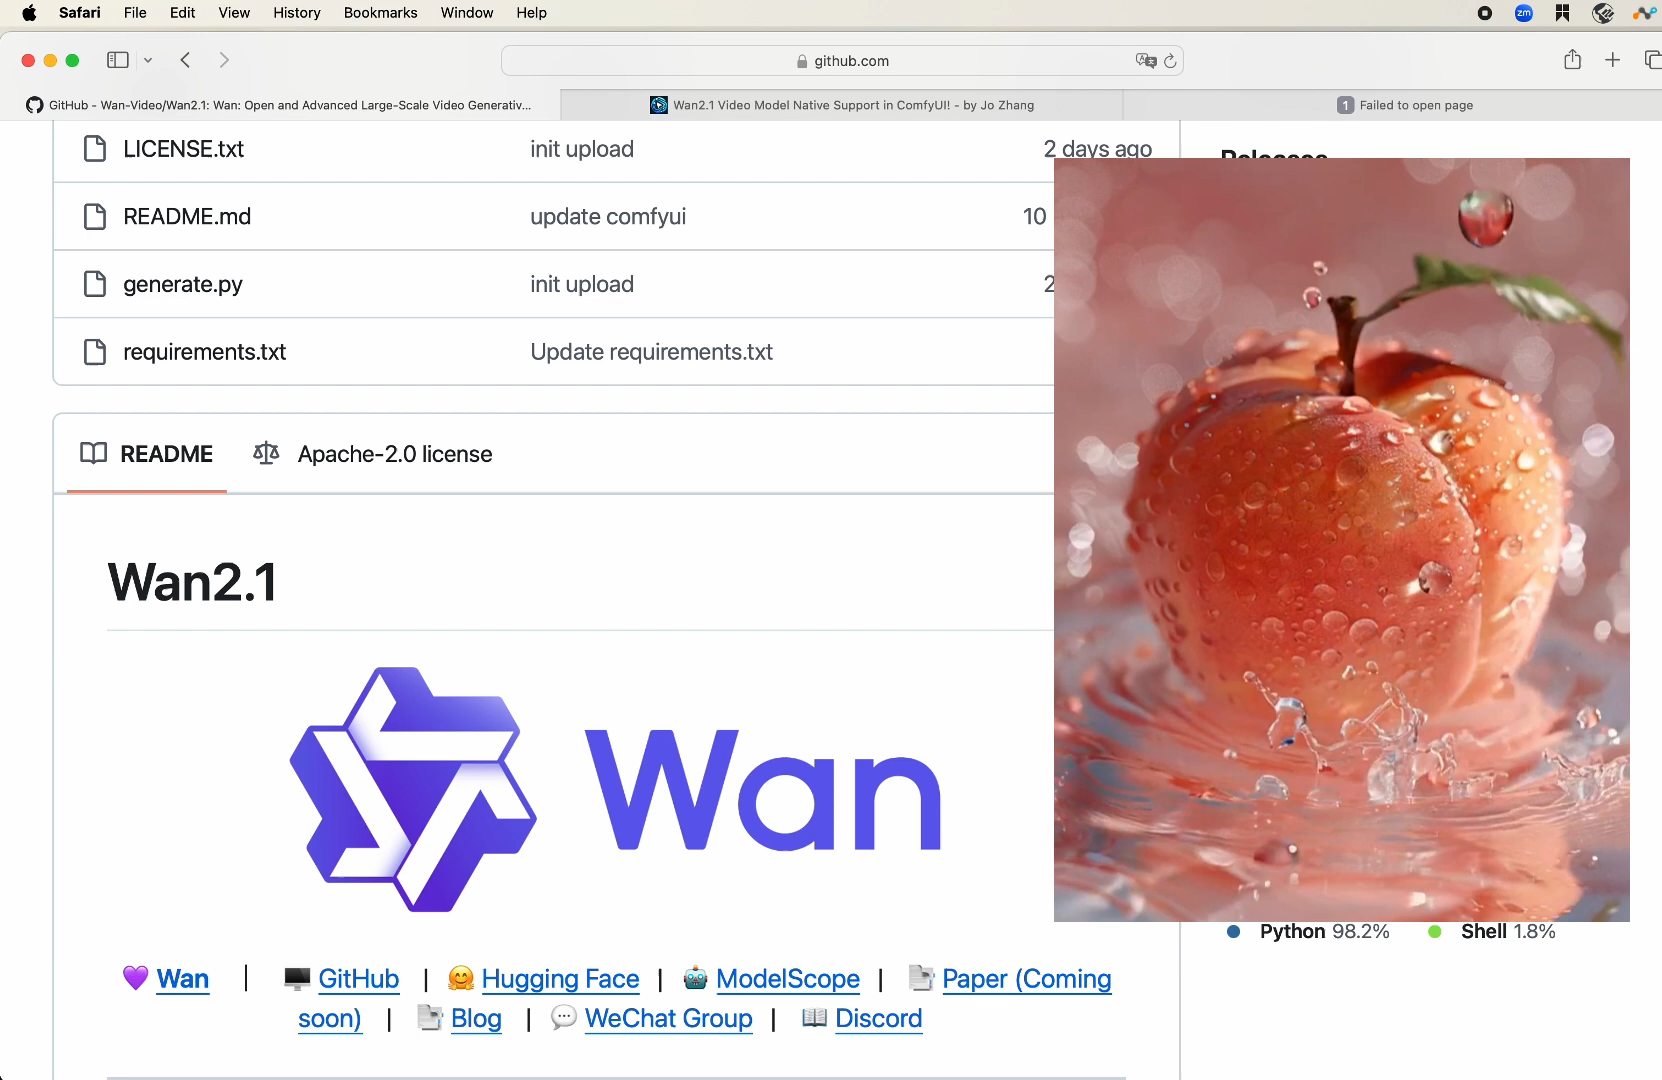 Safari File Edit View History Bookmarks Window Help
zm
github.com
GitHub - Wan-Video/Wan2.1: Wan: Open and Advanced Large-Scale Video Generativ...
Wan2.1 Video Model Native Support in ComfyUI! - by Jo Zhang
1 Failed to open page
LICENSE.txt init upload 2 days ago
Releases
README.md update comfyui 10
generate.py init upload 2
requirements.txt Update requirements.txt
README Apache-2.0 license
Wan2.1
Wan
Python 98.2% Shell 1.8%
Wan | GitHub | Hugging Face | ModelScope | Paper (Coming
soon) | Blog | WeChat Group | Discord